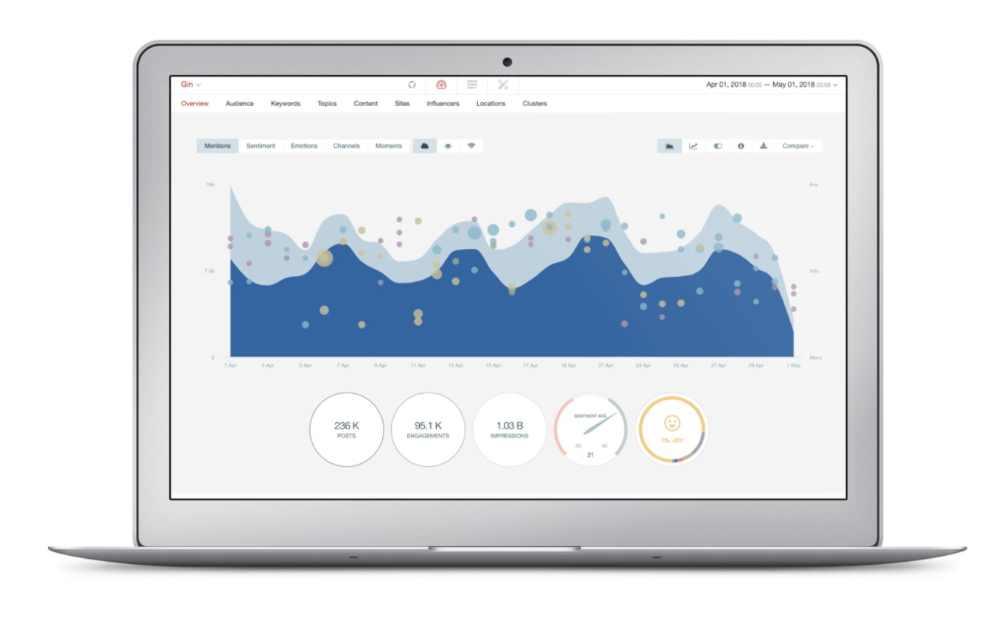 Gin
Apr 01, 2018 00:00 — May 01, 2018 23:59
Overview Audience Keywords Topics Content Sites Influencers Locations Clusters
Mentions Sentiment Emotions Channels Moments Compare
15k Eve
7.5k Aftn
0 Morn
1 Apr 3 Apr 5 Apr 7 Apr 9 Apr 11 Apr 13 Apr 15 Apr 17 Apr 19 Apr 21 Apr 23 Apr 25 Apr 27 Apr 29 Apr 1 May
236 K 95.1 K 1.03 B SENTIMENT AVG.
POSTS ENGAGEMENTS IMPRESSIONS 76% JOY
21